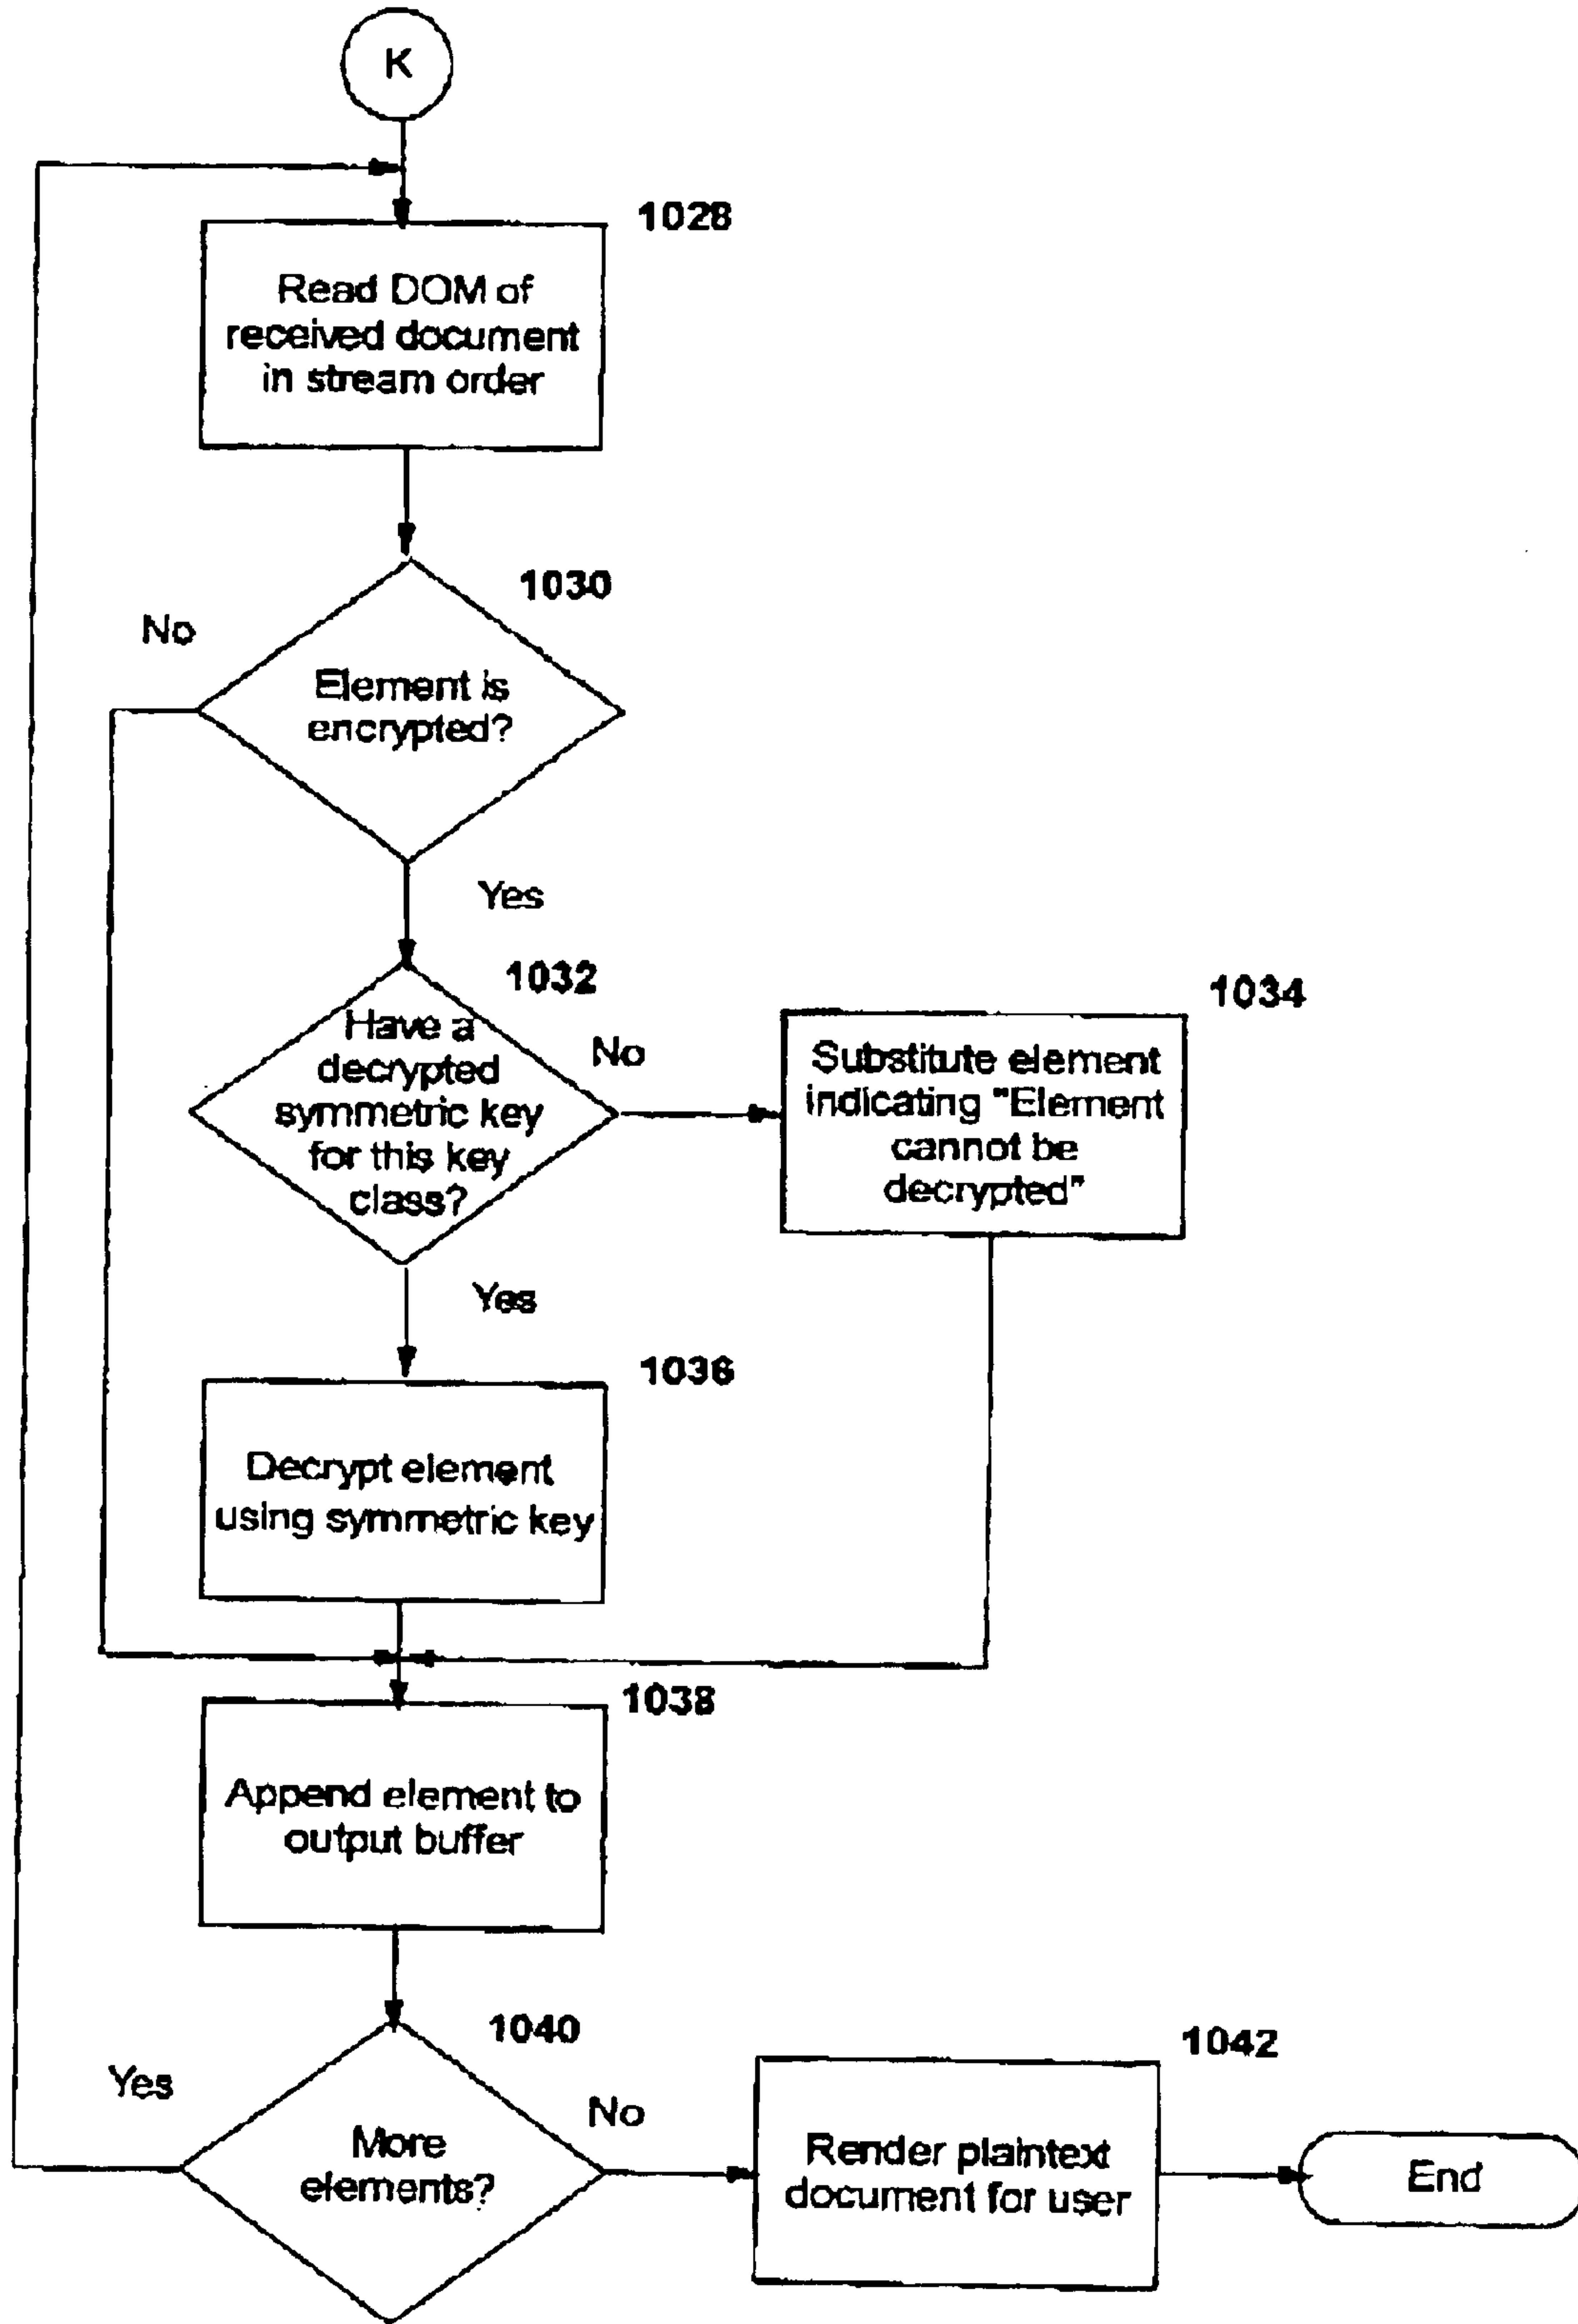 K
1028
Read DOM of
received document
in stream order
1030
No
Element is
encrypted?
Yes
1032
Have a
decrypted
symmetric key
for this key
class?
No
1034
Substitute element
indicating "Element
cannot be
decrypted"
Yes
1036
Decrypt element
using symmetric key
1038
Append element to
output buffer
1040
Yes
More
elements?
No
1042
Render plaintext
document for user
End